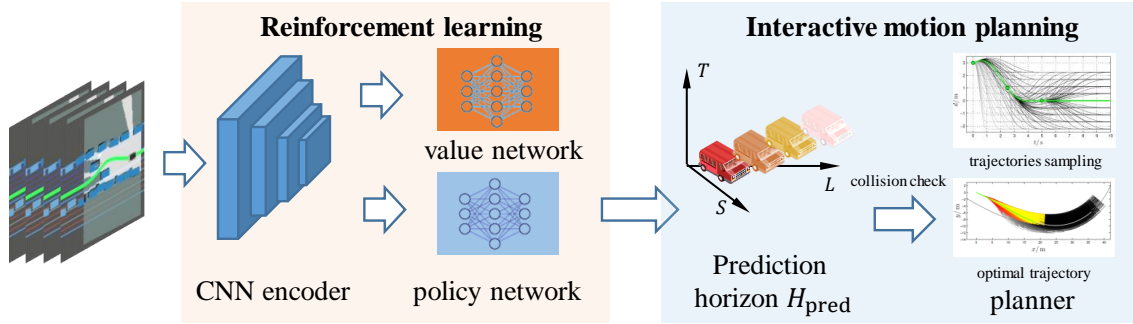 Reinforcement learning
Interactive motion planning
value network
CNN encoder
policy network
T
L
S
Prediction
horizon H_pred
collision check
d/m
t/s
trajectories sampling
y/m
x/m
optimal trajectory
planner